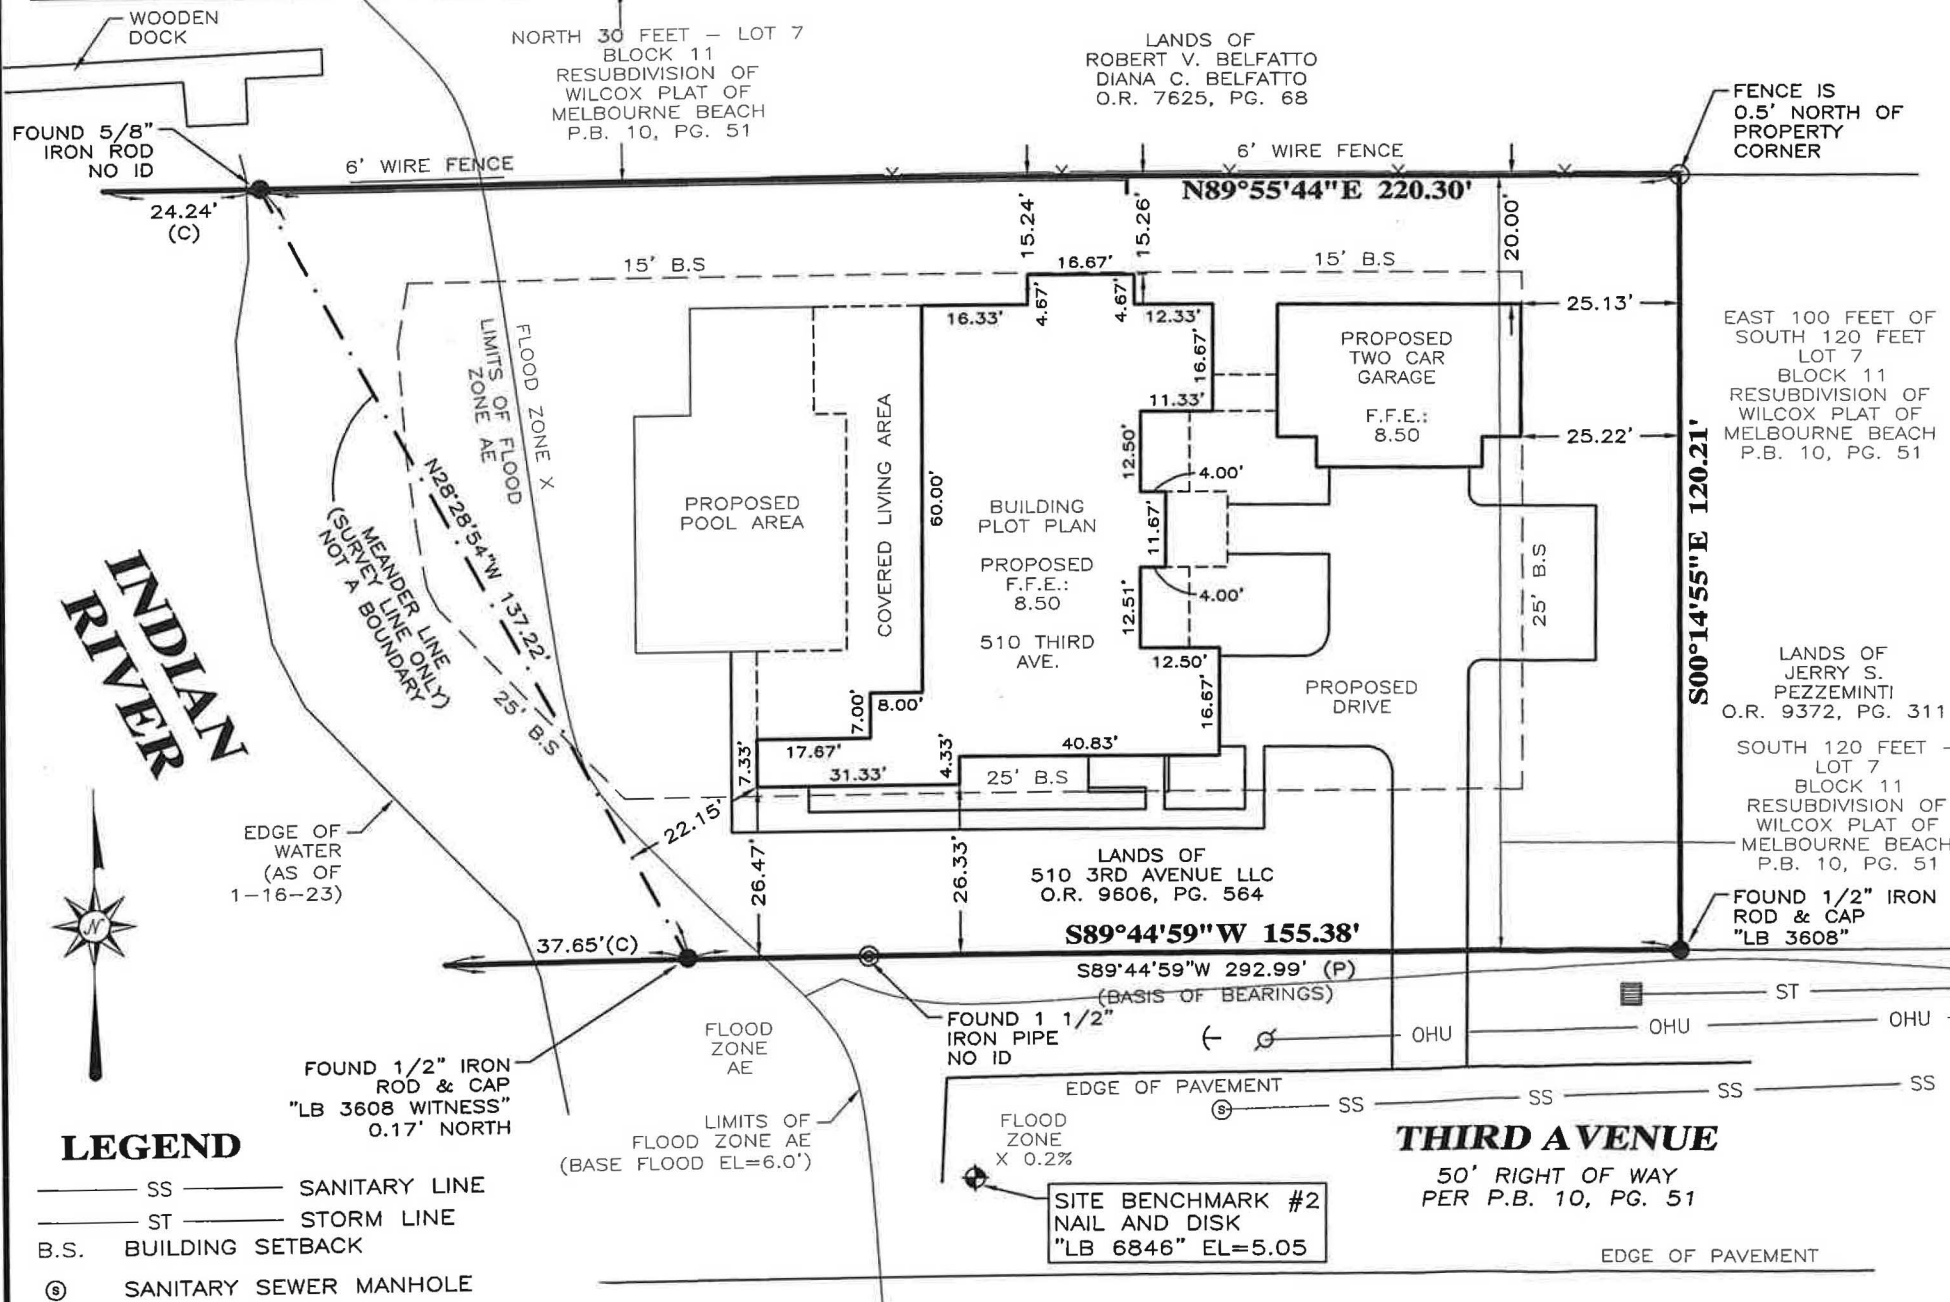 WOODEN
DOCK
NORTH 30 FEET – LOT 7
BLOCK 11
RESUBDIVISION OF
WILCOX PLAT OF
MELBOURNE BEACH
P.B. 10, PG. 51
LANDS OF
ROBERT V. BELFATTO
DIANA C. BELFATTO
O.R. 7625, PG. 68
FENCE IS
0.5' NORTH OF
PROPERTY
CORNER
FOUND 5/8"
IRON ROD
NO ID
6' WIRE FENCE
6' WIRE FENCE
N89°55'44"E 220.30'
24.24'
(C)
15.24'
15.26'
20.00'
15' B.S
15' B.S
16.67'
4.67'
4.67'
16.33'
12.33'
25.13'
PROPOSED
TWO CAR
GARAGE
F.F.E.:
8.50
16.67'
11.33'
25.22'
EAST 100 FEET OF
SOUTH 120 FEET
LOT 7
BLOCK 11
RESUBDIVISION OF
WILCOX PLAT OF
MELBOURNE BEACH
P.B. 10, PG. 51
FLOOD ZONE X
LIMITS OF FLOOD
ZONE AE
COVERED LIVING AREA
60.00'
12.50'
4.00'
PROPOSED
POOL AREA
BUILDING
PLOT PLAN
PROPOSED
F.F.E.:
8.50
510 THIRD
AVE.
11.67'
4.00'
12.51'
12.50'
16.67'
25' B.S
S00°14'55"E 120.21'
N28°28'54"W 137.22'
MEANDER LINE
(SURVEY LINE ONLY)
NOT A BOUNDARY
INDIAN
RIVER
25' B.S
PROPOSED
DRIVE
LANDS OF
JERRY S.
PEZZEMINTI
O.R. 9372, PG. 311
7.00'
8.00'
17.67'
7.33'
31.33'
4.33'
40.83'
25' B.S
22.15'
SOUTH 120 FEET –
LOT 7
BLOCK 11
RESUBDIVISION OF
WILCOX PLAT OF
MELBOURNE BEACH
P.B. 10, PG. 51
EDGE OF
WATER
(AS OF
1–16–23)
26.47'
26.33'
LANDS OF
510 3RD AVENUE LLC
O.R. 9606, PG. 564
FOUND 1/2" IRON
ROD & CAP
"LB 3608"
N
37.65'(C)
S89°44'59"W 155.38'
S89°44'59"W 292.99' (P)
(BASIS OF BEARINGS)
FOUND 1 1/2"
IRON PIPE
NO ID
ST
OHU
OHU
OHU
FLOOD
ZONE
AE
FOUND 1/2" IRON
ROD & CAP
"LB 3608 WITNESS"
0.17' NORTH
EDGE OF PAVEMENT
S
SS
SS
SS
SS
LIMITS OF
FLOOD ZONE AE
(BASE FLOOD EL=6.0')
FLOOD
ZONE
X 0.2%
THIRD AVENUE
50' RIGHT OF WAY
PER P.B. 10, PG. 51
SITE BENCHMARK #2
NAIL AND DISK
"LB 6846" EL=5.05
EDGE OF PAVEMENT
LEGEND
SS SANITARY LINE
ST STORM LINE
B.S. BUILDING SETBACK
S SANITARY SEWER MANHOLE